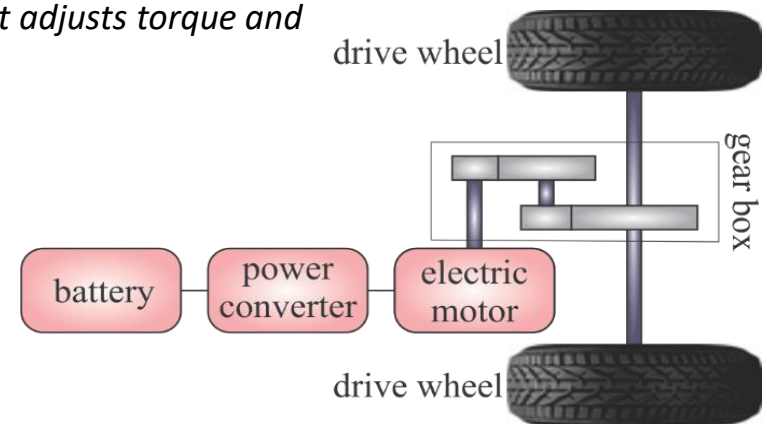 t adjusts torque and
drive wheel
gear box
battery
power
converter
electric
motor
drive wheel